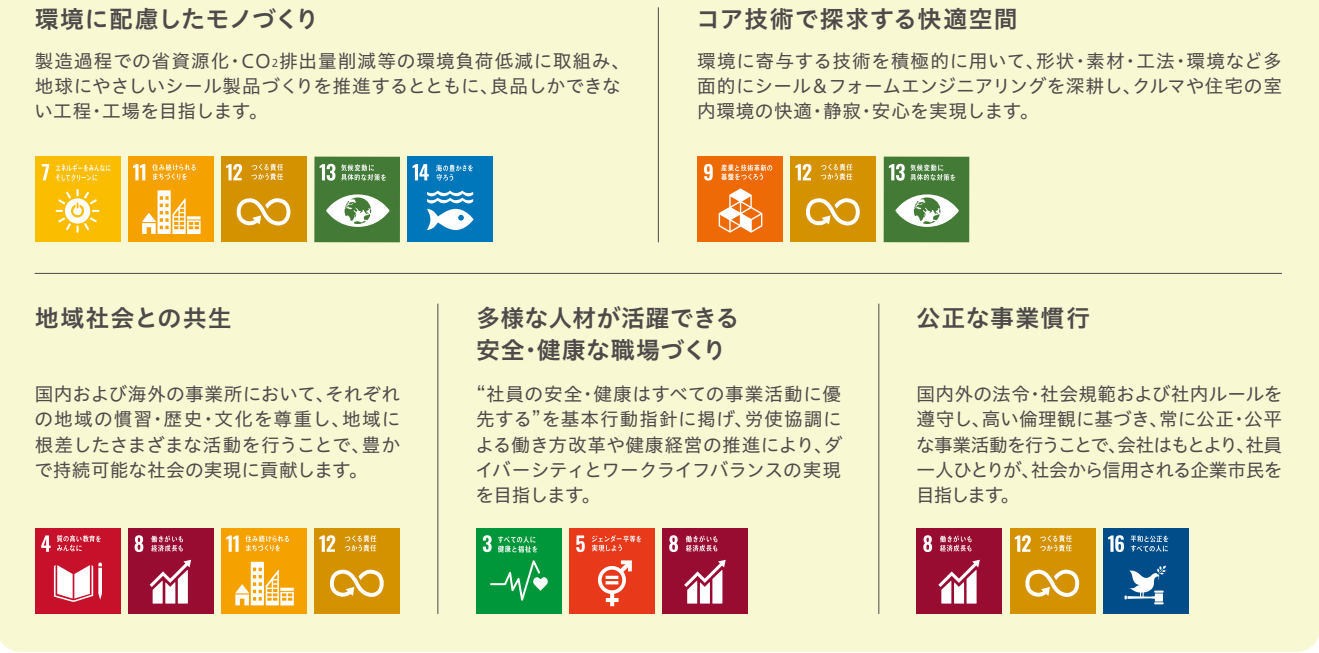 環境に配慮したモノづくり
製造過程での省資源化・CO₂排出量削減等の環境負荷低減に取組み、
地球にやさしいシール製品づくりを推進するとともに、良品しかできな
い工程・工場を目指します。
7 エネルギーをみんなに
そしてクリーンに
11 住み続けられる
まちづくりを
12 つくる責任
つかう責任
13 気候変動に
具体的な対策を
14 海の豊かさを
守ろう
コア技術で探求する快適空間
環境に寄与する技術を積極的に用いて、形状・素材・工法・環境など多
面的にシール&フォームエンジニアリングを深耕し、クルマや住宅の室
内環境の快適・静寂・安心を実現します。
9 産業と技術革新の
基盤をつくろう
12 つくる責任
つかう責任
13 気候変動に
具体的な対策を
地域社会との共生
国内および海外の事業所において、それぞれ
の地域の慣習・歴史・文化を尊重し、地域に
根差したさまざまな活動を行うことで、豊か
で持続可能な社会の実現に貢献します。
4 質の高い教育を
みんなに
8 働きがいも
経済成長も
11 住み続けられる
まちづくりを
12 つくる責任
つかう責任
多様な人材が活躍できる
安全・健康な職場づくり
“社員の安全・健康はすべての事業活動に優
先する”を基本行動指針に掲げ、労使協調に
よる働き方改革や健康経営の推進により、ダ
イバーシティとワークライフバランスの実現
を目指します。
3 すべての人に
健康と福祉を
5 ジェンダー平等を
実現しよう
8 働きがいも
経済成長も
公正な事業慣行
国内外の法令・社会規範および社内ルールを
遵守し、高い倫理観に基づき、常に公正・公平
な事業活動を行うことで、会社はもとより、社員
一人ひとりが、社会から信用される企業市民を
目指します。
8 働きがいも
経済成長も
12 つくる責任
つかう責任
16 平和と公正を
すべての人に